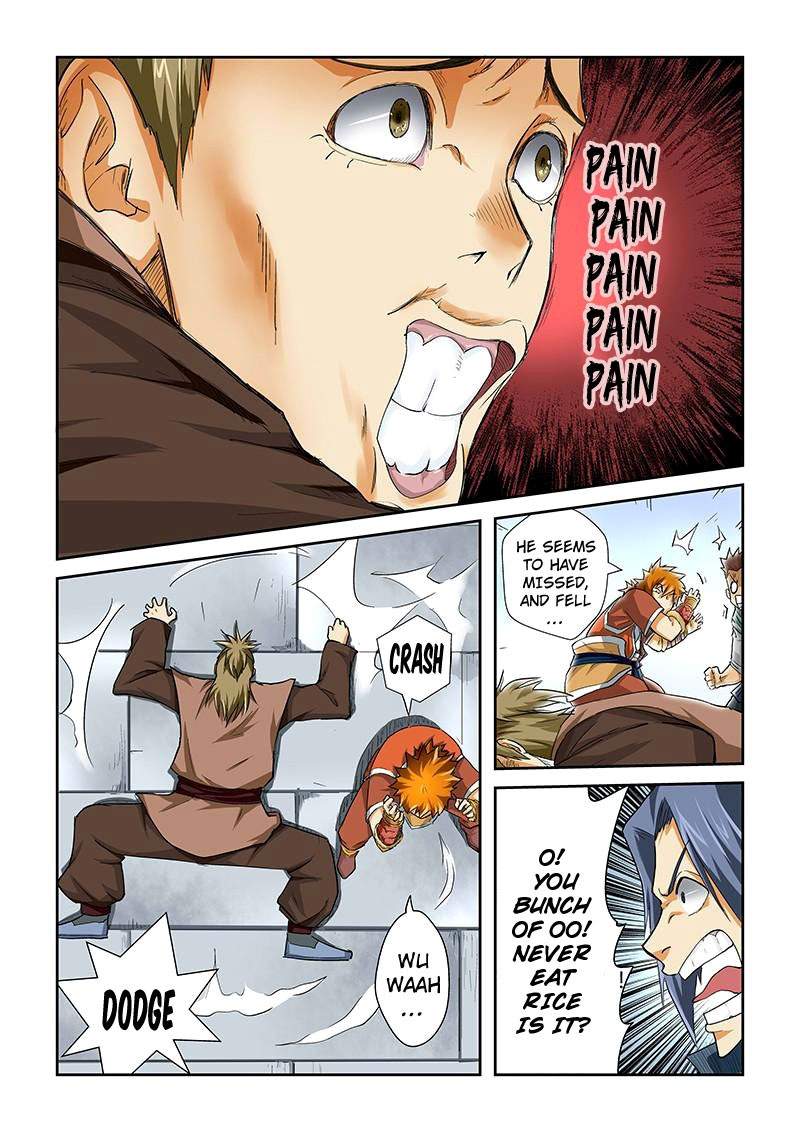 PAIN
PAIN
PAIN
PAIN
PAIN
HE SEEMS
TO HAVE
MISSED,
AND FELL
...
CRASH
DODGE
WU
WAAH
...
O!
YOU
BUNCH
OF OO!
NEVER
EAT
RICE
IS IT?